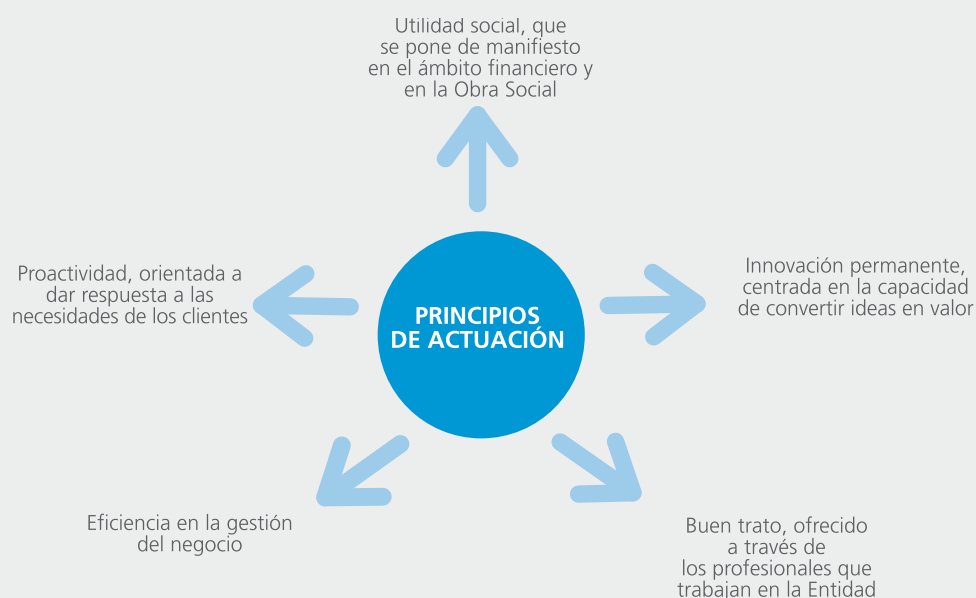 Utilidad social, que
se pone de manifiesto
en el ámbito financiero y
en la Obra Social
Proactividad, orientada a
dar respuesta a las
necesidades de los clientes
PRINCIPIOS
DE ACTUACIÓN
Innovación permanente,
centrada en la capacidad
de convertir ideas en valor
Eficiencia en la gestión
del negocio
Buen trato, ofrecido
a través de
los profesionales que
trabajan en la Entidad